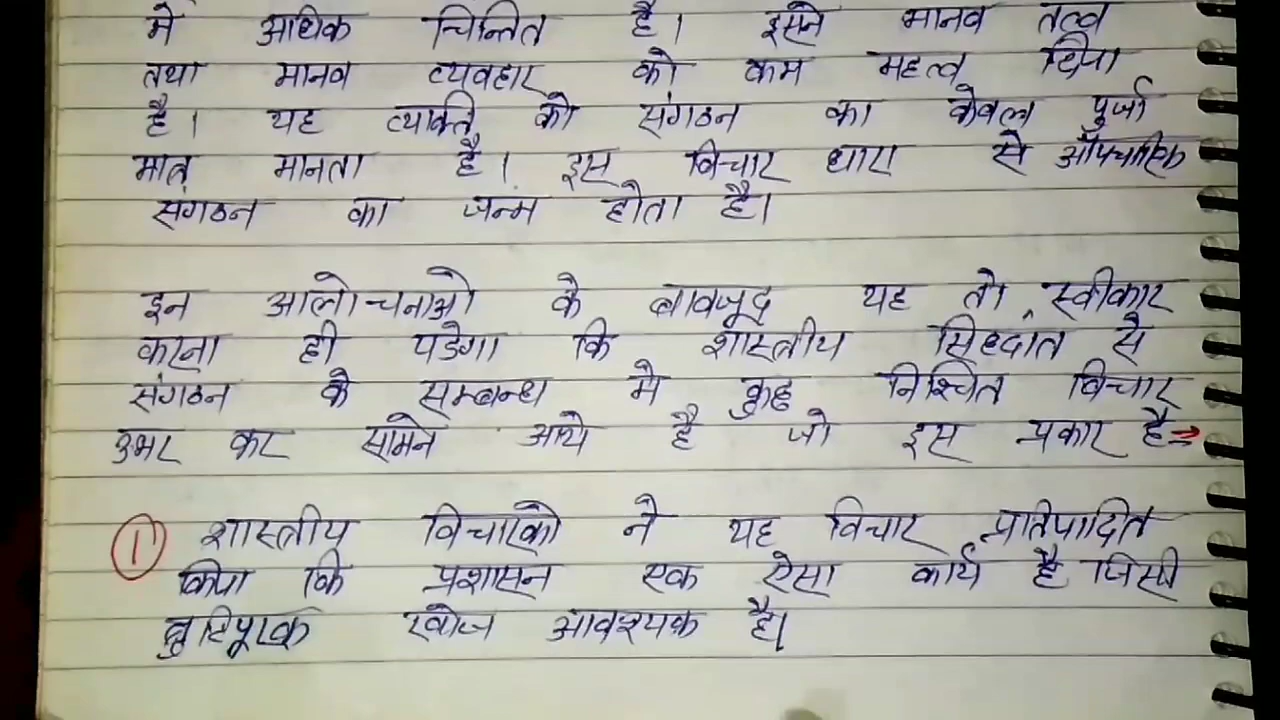 मे अधिक चिन्तित है। इसने मानव तत्व
तथा मानव व्यवहार को कम महत्व दिया
है। यह व्यक्ति को संगठन का केवल पुर्जा
मात्र मानता है। इस विचार धारा से औपचारिक
संगठन का जन्म होता है।
इन आलोचनाओ के बावजूद यह तो स्वीकार
करना ही पडेगा कि शास्त्रीय सिद्दांत से
संगठन के सम्बन्ध मे कुछ निश्चित विचार
उभर कर सामने आये है जो इस प्रकार है⇒
① शास्त्रीय विचारको ने यह विचार प्रतिपादित
किया कि प्रशासन एक ऐसा कार्य है जिसकी
खोज आवश्यक है।